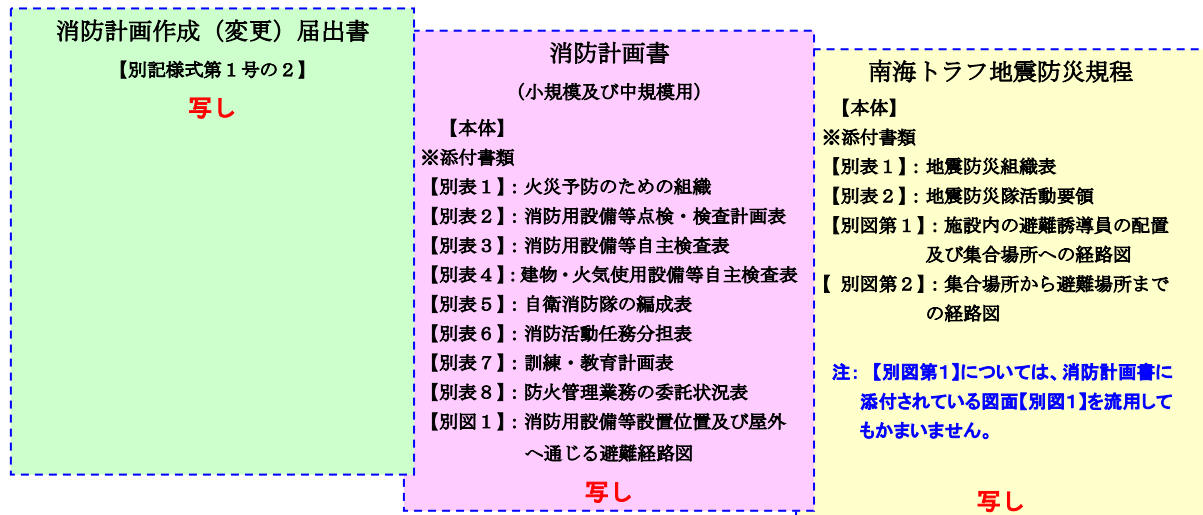 消防計画作成（変更）届出書
【別記様式第１号の２】
写し
消防計画書
（小規模及び中規模用）
【本体】
※添付書類
【別表１】：火災予防のための組織
【別表２】：消防用設備等点検・検査計画表
【別表３】：消防用設備等自主検査表
【別表４】：建物・火気使用設備等自主検査表
【別表５】：自衛消防隊の編成表
【別表６】：消防活動任務分担表
【別表７】：訓練・教育計画表
【別表８】：防火管理業務の委託状況表
【別図１】：消防用設備等設置位置及び屋外
へ通じる避難経路図
写し
南海トラフ地震防災規程
【本体】
※添付書類
【別表１】：地震防災組織表
【別表２】：地震防災隊活動要領
【別図第１】：施設内の避難誘導員の配置
及び集合場所への経路図
【 別図第２】：集合場所から避難場所まで
の経路図
注： 【別図第1】については、消防計画書に
添付されている図面【別図1】を流用して
もかまいません。
写し